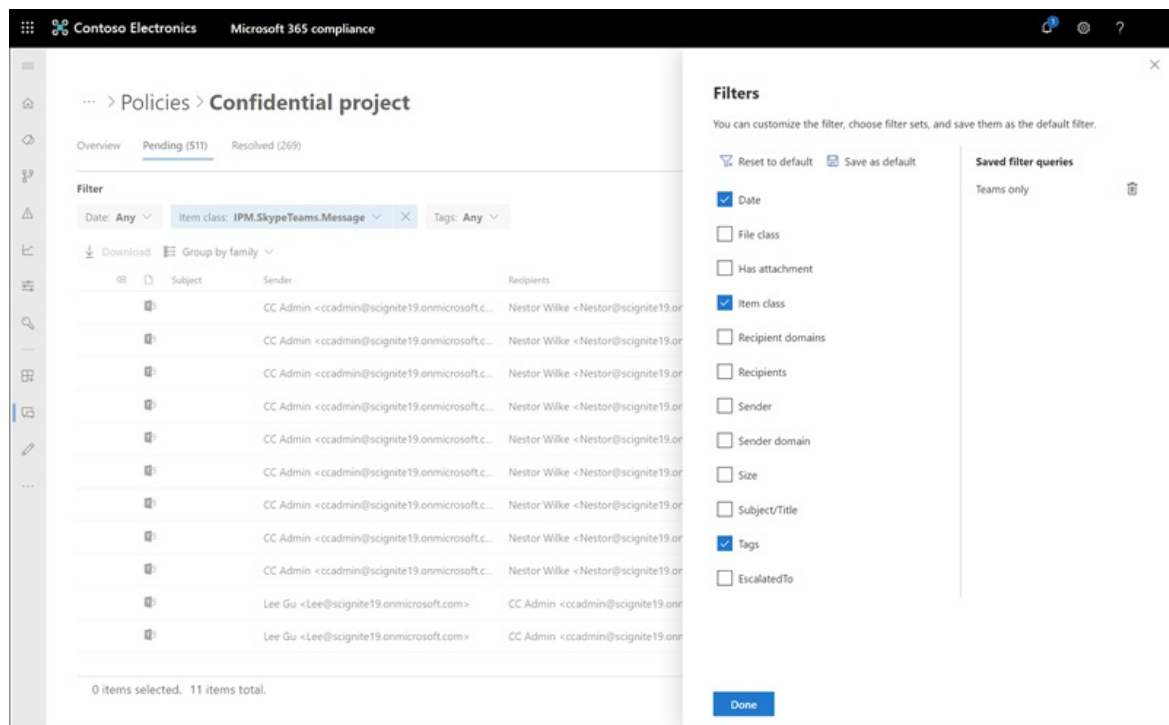 Contoso Electronics Microsoft 365 compliance 1 ?
... > Policies > Confidential project
Overview Pending (511) Resolved (269)
Filter
Date: Any Item class: IPM.SkypeTeams.Message Tags: Any
Download Group by family
Subject Sender Recipients
CC Admin <ccadmin@scignite19.onmicrosoft.c... Nestor Wilke <Nestor@scignite19.or
CC Admin <ccadmin@scignite19.onmicrosoft.c... Nestor Wilke <Nestor@scignite19.or
CC Admin <ccadmin@scignite19.onmicrosoft.c... Nestor Wilke <Nestor@scignite19.or
CC Admin <ccadmin@scignite19.onmicrosoft.c... Nestor Wilke <Nestor@scignite19.or
CC Admin <ccadmin@scignite19.onmicrosoft.c... Nestor Wilke <Nestor@scignite19.or
CC Admin <ccadmin@scignite19.onmicrosoft.c... Nestor Wilke <Nestor@scignite19.or
CC Admin <ccadmin@scignite19.onmicrosoft.c... Nestor Wilke <Nestor@scignite19.or
CC Admin <ccadmin@scignite19.onmicrosoft.c... Nestor Wilke <Nestor@scignite19.or
CC Admin <ccadmin@scignite19.onmicrosoft.c... Nestor Wilke <Nestor@scignite19.or
Lee Gu <Lee@scignite19.onmicrosoft.com> CC Admin <ccadmin@scignite19.onr
Lee Gu <Lee@scignite19.onmicrosoft.com> CC Admin <ccadmin@scignite19.onr
0 items selected. 11 items total.
Filters
You can customize the filter, choose filter sets, and save them as the default filter.
Reset to default Save as default
Date
File class
Has attachment
Item class
Recipient domains
Recipients
Sender
Sender domain
Size
Subject/Title
Tags
EscalatedTo
Saved filter queries
Teams only
Done